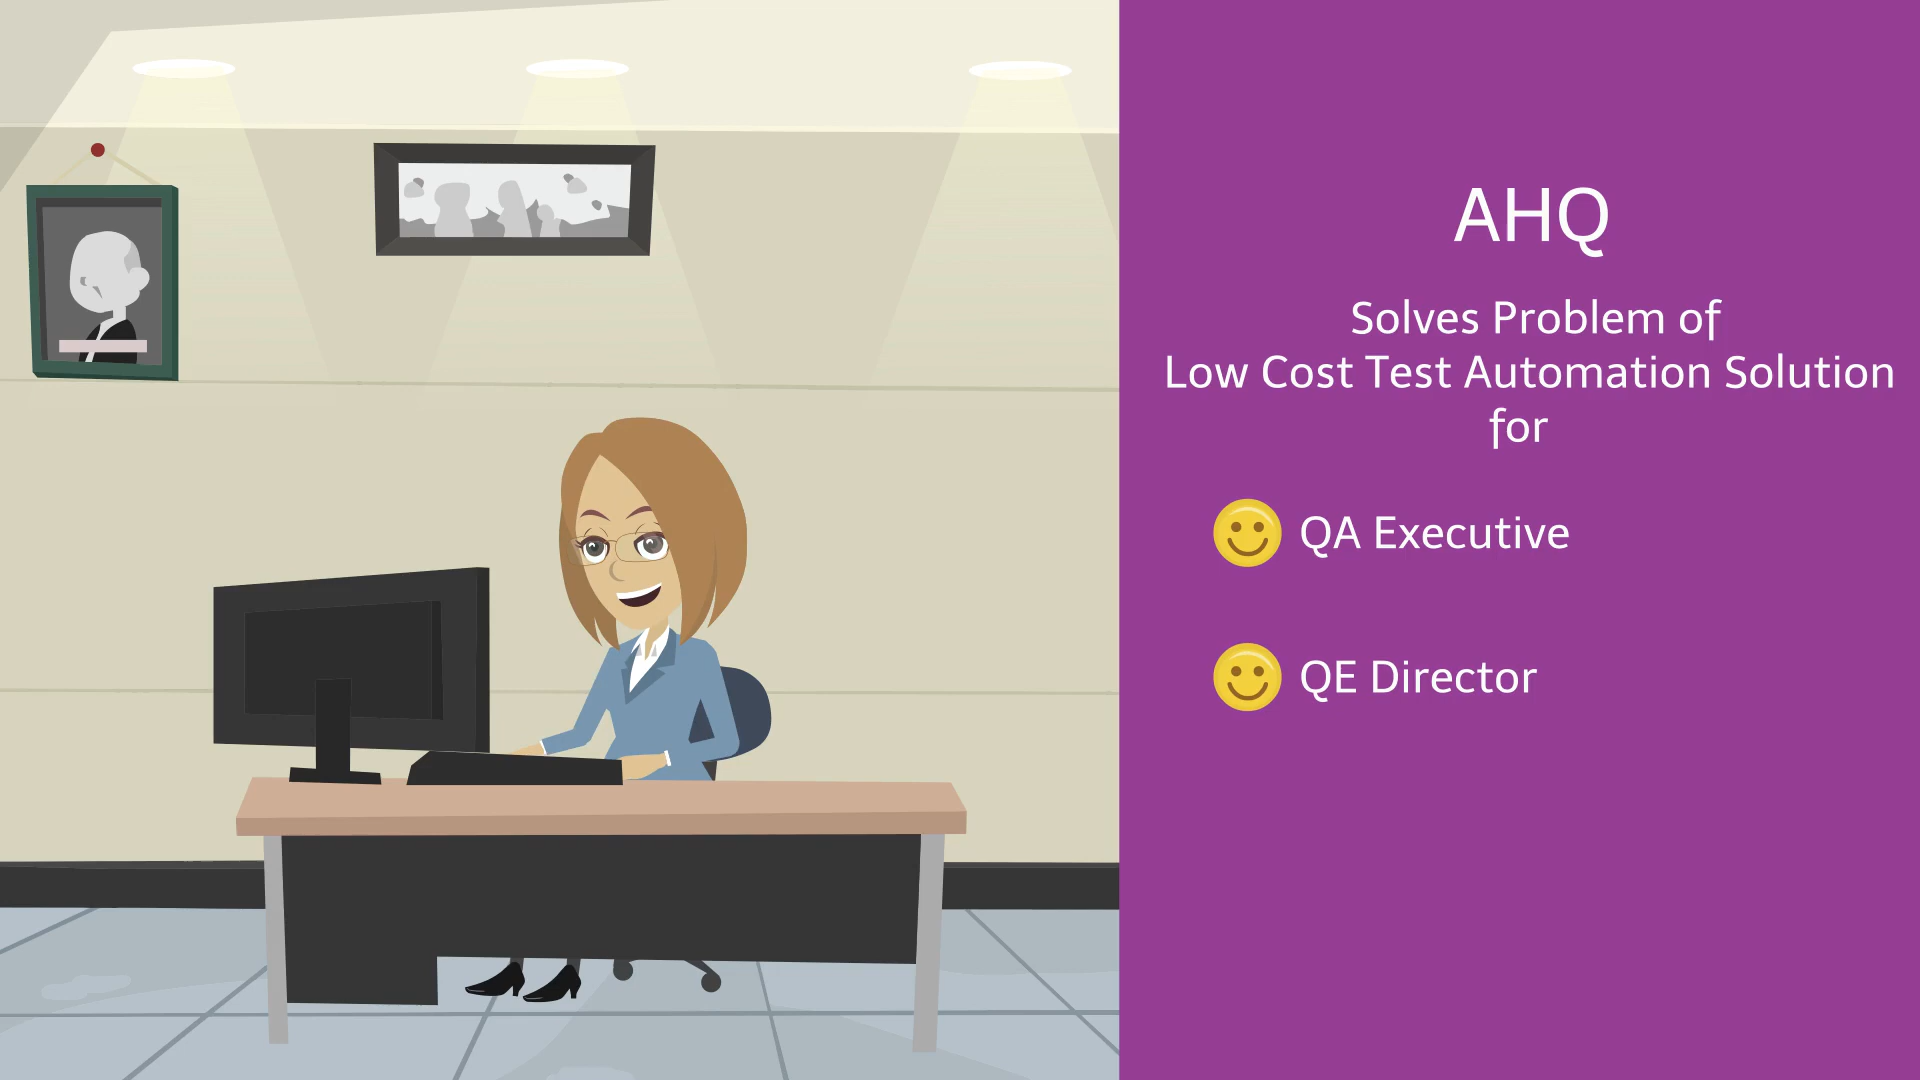 AHQ
Solves Problem of
Low Cost Test Automation Solution
for
QA Executive
QE Director